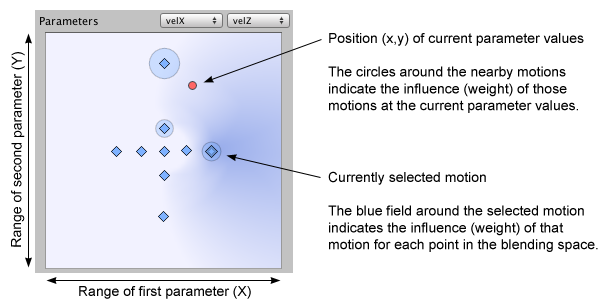 Parameters
velX
velZ
Range of second parameter (Y)
Range of first parameter (X)
Position (x,y) of current parameter values
The circles around the nearby motions
indicate the influence (weight) of those
motions at the current parameter values.
Currently selected motion
The blue field around the selected motion
indicates the influence (weight) of that
motion for each point in the blending space.